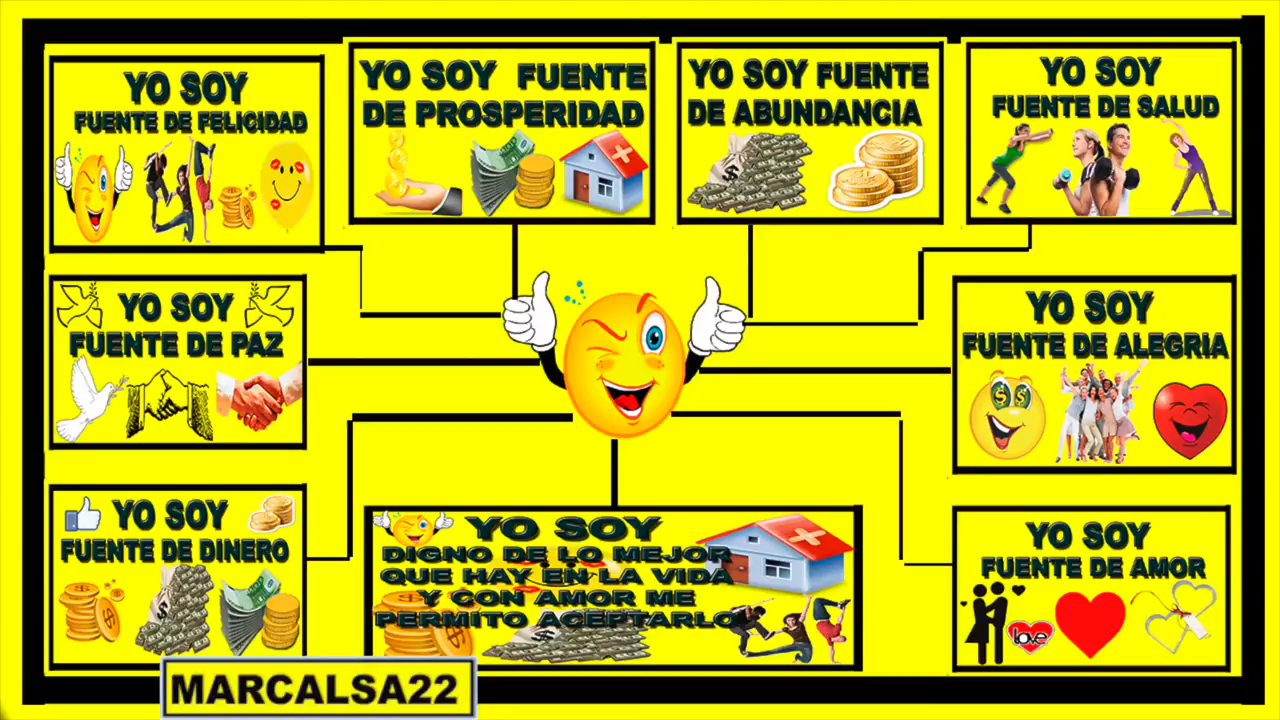 YO SOY
FUENTE DE FELICIDAD
YO SOY FUENTE
DE PROSPERIDAD
YO SOY FUENTE
DE ABUNDANCIA
YO SOY
FUENTE DE SALUD
YO SOY
FUENTE DE PAZ
YO SOY
FUENTE DE ALEGRIA
YO SOY
FUENTE DE DINERO
YO SOY
DIGNO DE LO MEJOR
QUE HAY EN LA VIDA
Y CON AMOR ME
PERMITO ACEPTARLO
YO SOY
FUENTE DE AMOR
love
MARCALSA22